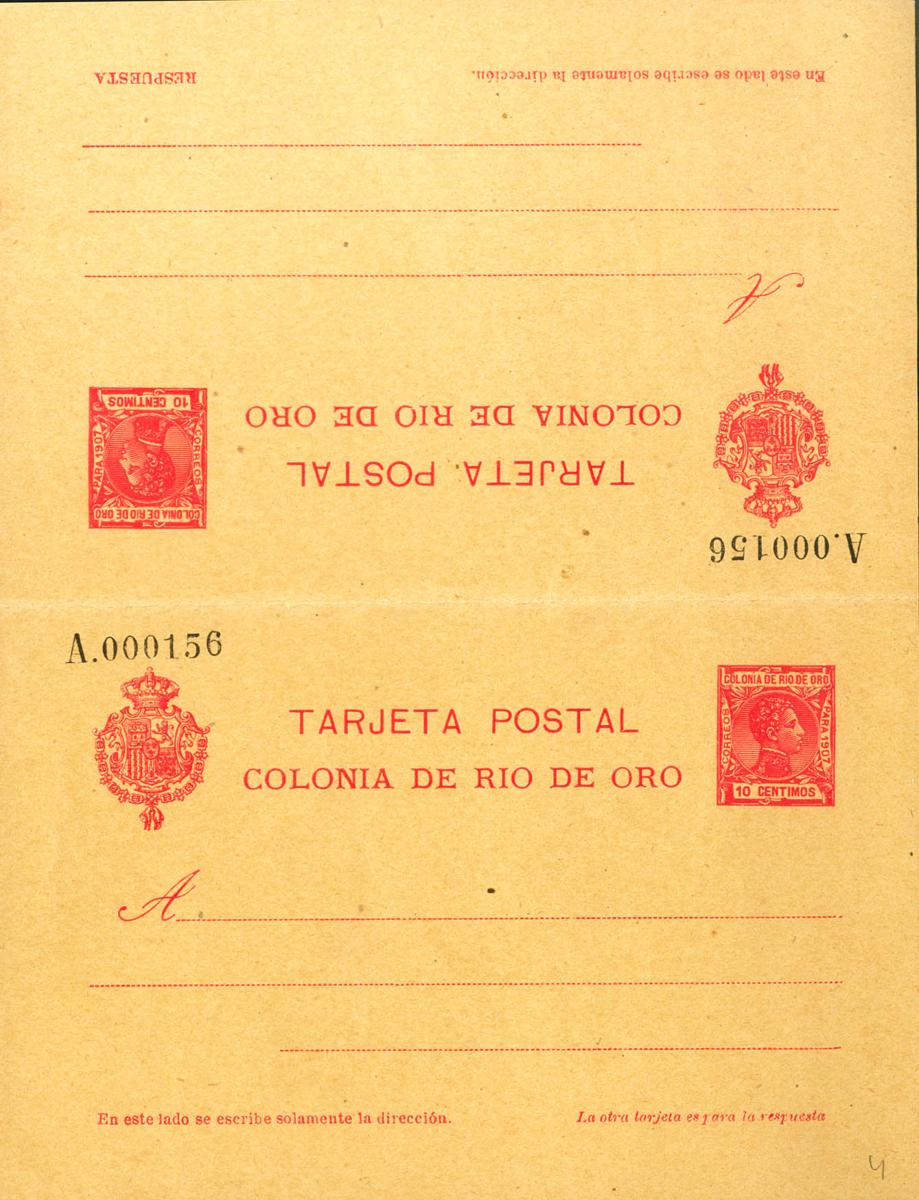 RESPUESTA
En este lado se escribe solamente la dirección.
A
COLONIA DE RIO DE ORO
TARJETA POSTAL
COLONIA DE RIO DE ORO
CORREOS
PARA 1907
10 CENTIMOS
A.000156
A.000156
TARJETA POSTAL
COLONIA DE RIO DE ORO
COLONIA DE RIO DE ORO
CORREOS
PARA 1907
10 CENTIMOS
A
En este lado se escribe solamente la dirección.
La otra tarjeta es para la respuesta